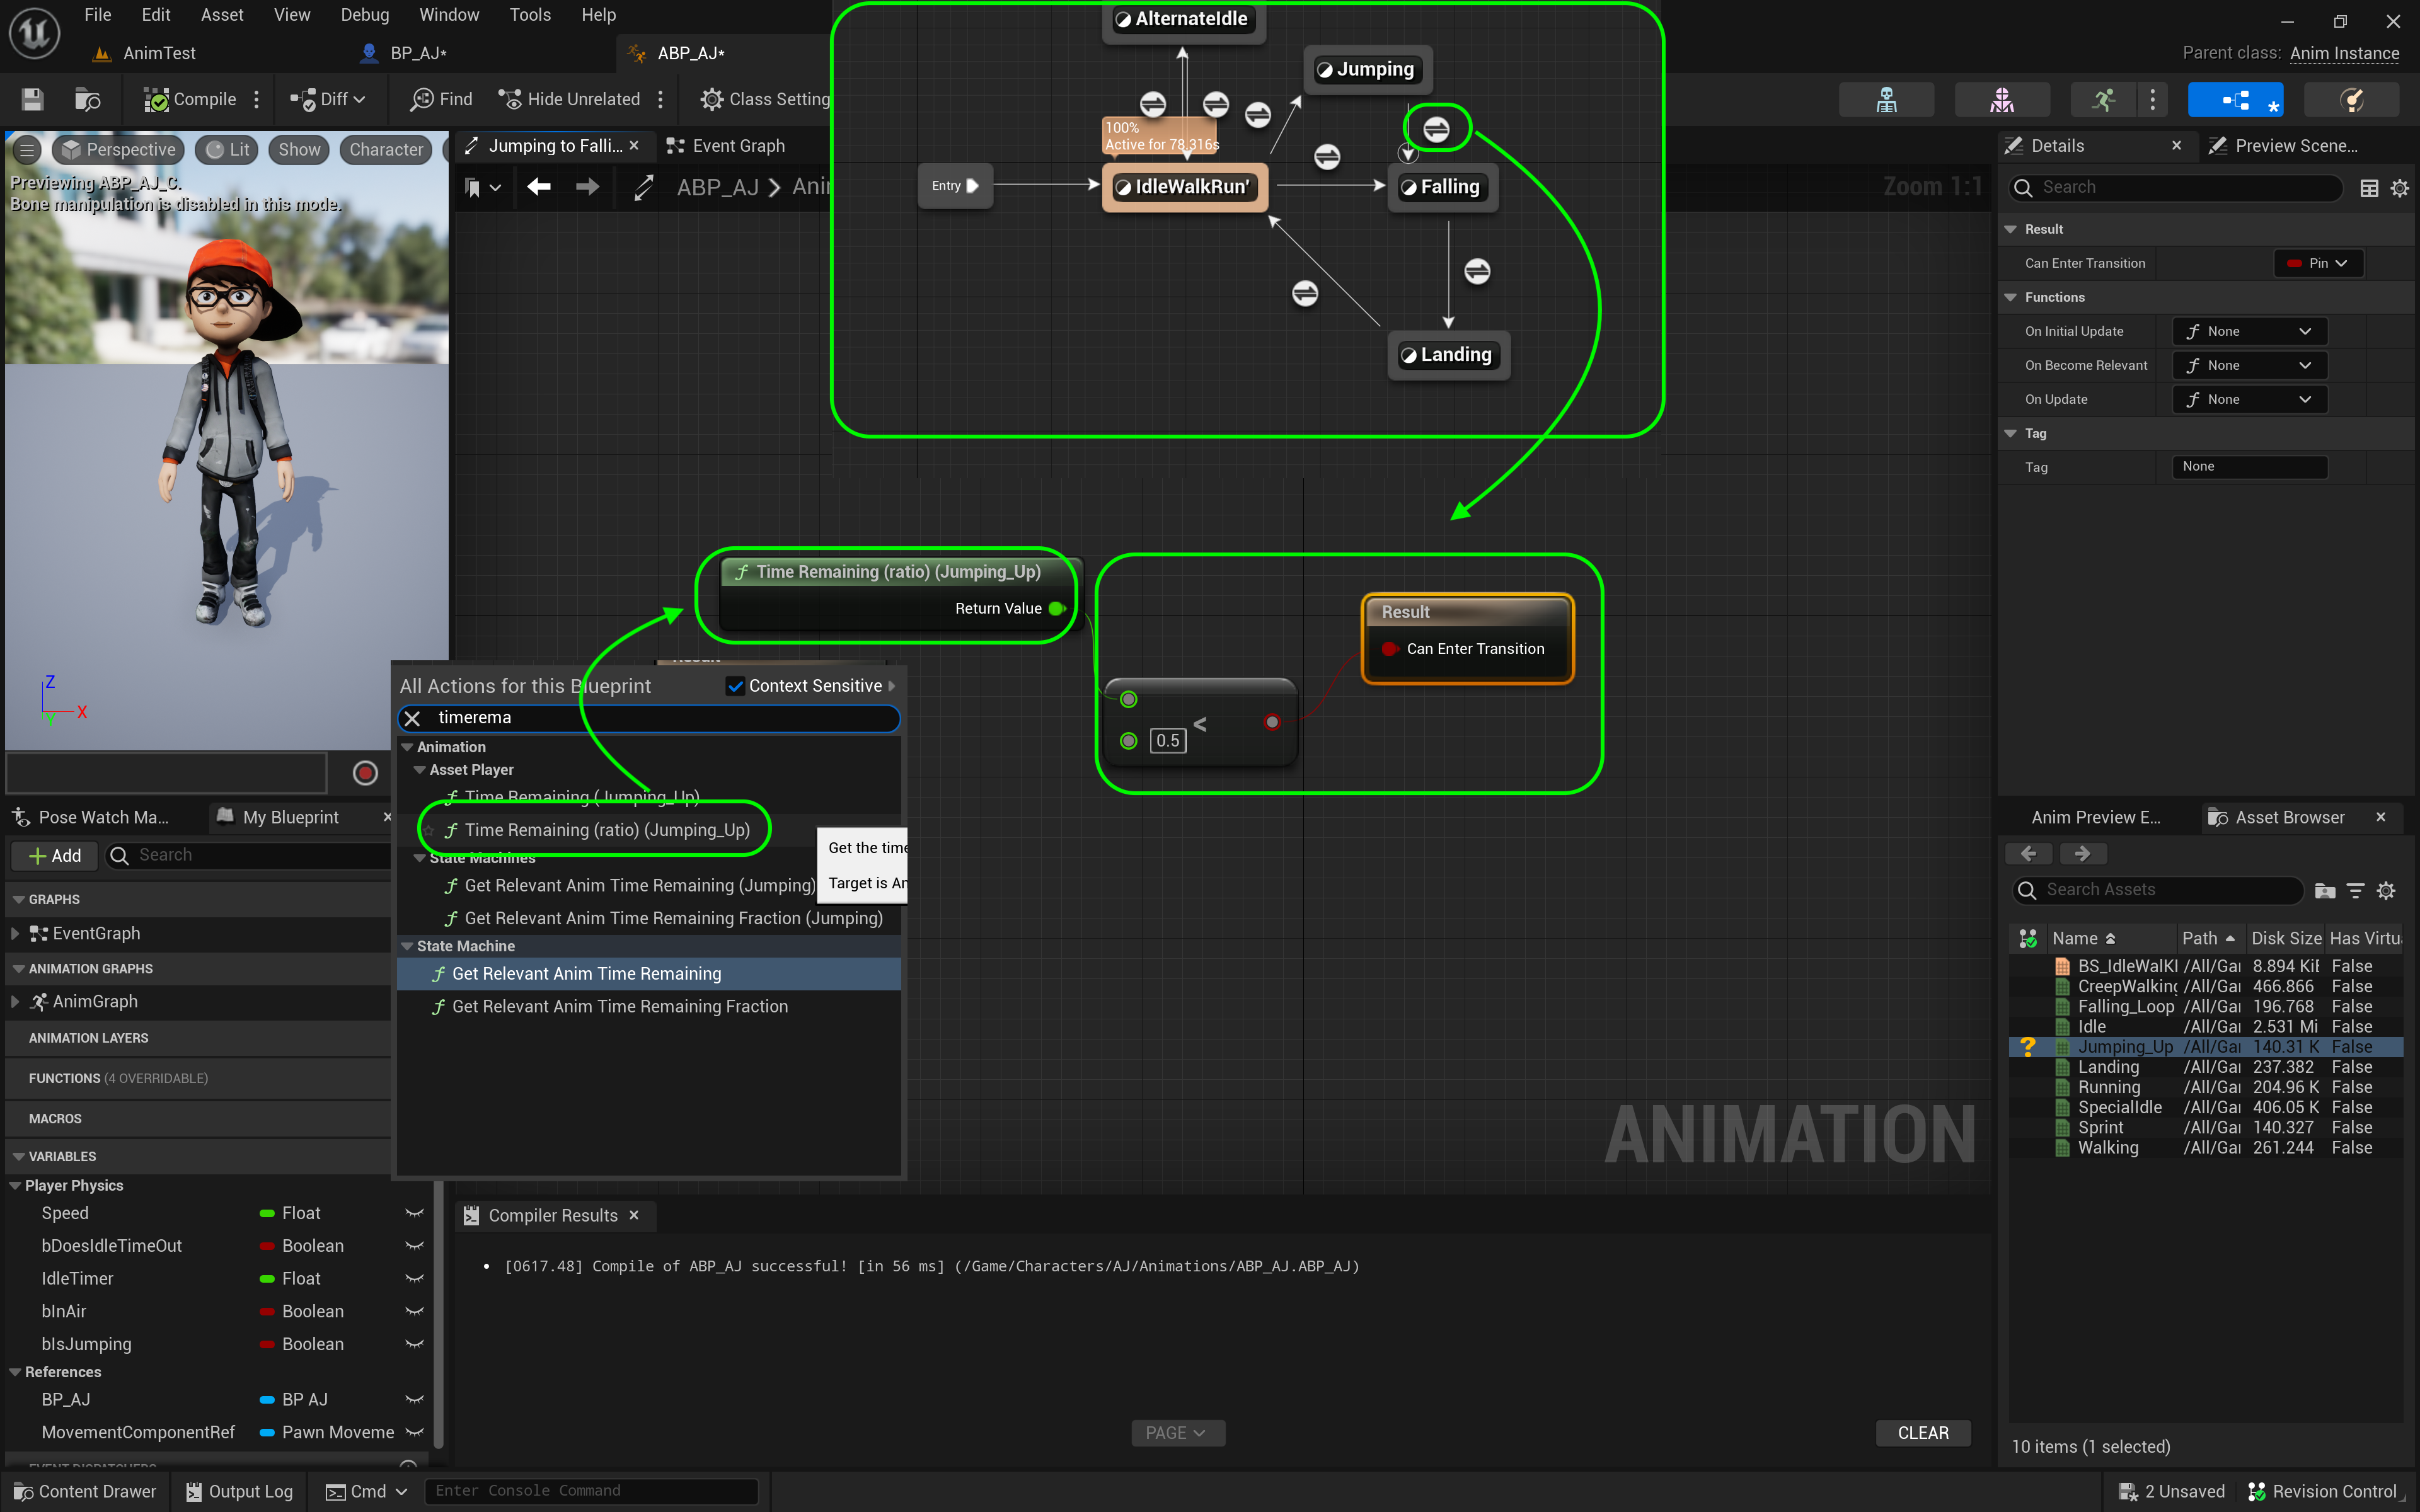 File Edit Asset View Debug Window Tools Help
AnimTest BP_AJ* ABP_AJ*
Parent class: Anim Instance
Compile Diff Find Hide Unrelated Class Setting
Perspective Lit Show Character
Previewing ABP_AJ_C.
Bone manipulation is disabled in this mode.
Z
X
Y
Jumping to Falli... Event Graph
ABP_AJ
Zoom 1:1
AlternateIdle
Jumping
100%
Active for 78.316s
Entry
IdleWalkRun'
Falling
Landing
Time Remaining (ratio) (Jumping_Up)
Return Value
Result
Can Enter Transition
0.5
<
All Actions for this Blueprint Context Sensitive
timerema
Animation
Asset Player
Time Remaining (Jumping_Up)
Time Remaining (ratio) (Jumping_Up)
State Machines
Get Relevant Anim Time Remaining (Jumping)
Get Relevant Anim Time Remaining Fraction (Jumping)
State Machine
Get Relevant Anim Time Remaining
Get Relevant Anim Time Remaining Fraction
Get the time
Target is An
ANIMATION
Pose Watch Ma... My Blueprint
Add Search
GRAPHS
EventGraph
ANIMATION GRAPHS
AnimGraph
ANIMATION LAYERS
FUNCTIONS (4 OVERRIDABLE)
MACROS
VARIABLES
Player Physics
Speed Float
bDoesIdleTimeOut Boolean
IdleTimer Float
bInAir Boolean
bIsJumping Boolean
References
BP_AJ BP AJ
MovementComponentRef Pawn Moveme
EVENT DISPATCHERS
Compiler Results
[0617.48] Compile of ABP_AJ successful! [in 56 ms] (/Game/Characters/AJ/Animations/ABP_AJ.ABP_AJ)
PAGE
CLEAR
Details Preview Scene...
Search
Result
Can Enter Transition Pin
Functions
On Initial Update None
On Become Relevant None
On Update None
Tag
Tag None
Anim Preview E... Asset Browser
Search Assets
Name Path Disk Size Has Virtu
BS_IdleWalkI /All/Gai 8.894 KiB False
CreepWalking /All/Gai 466.866 False
Falling_Loop /All/Gai 196.768 False
Idle /All/Gai 2.531 Mi False
Jumping_Up /All/Gai 140.31 K False
Landing /All/Gai 237.382 False
Running /All/Gai 204.96 K False
SpecialIdle /All/Gai 406.05 K False
Sprint /All/Gai 140.327 False
Walking /All/Gai 261.244 False
10 items (1 selected)
Content Drawer Output Log Cmd Enter Console Command
2 Unsaved Revision Control